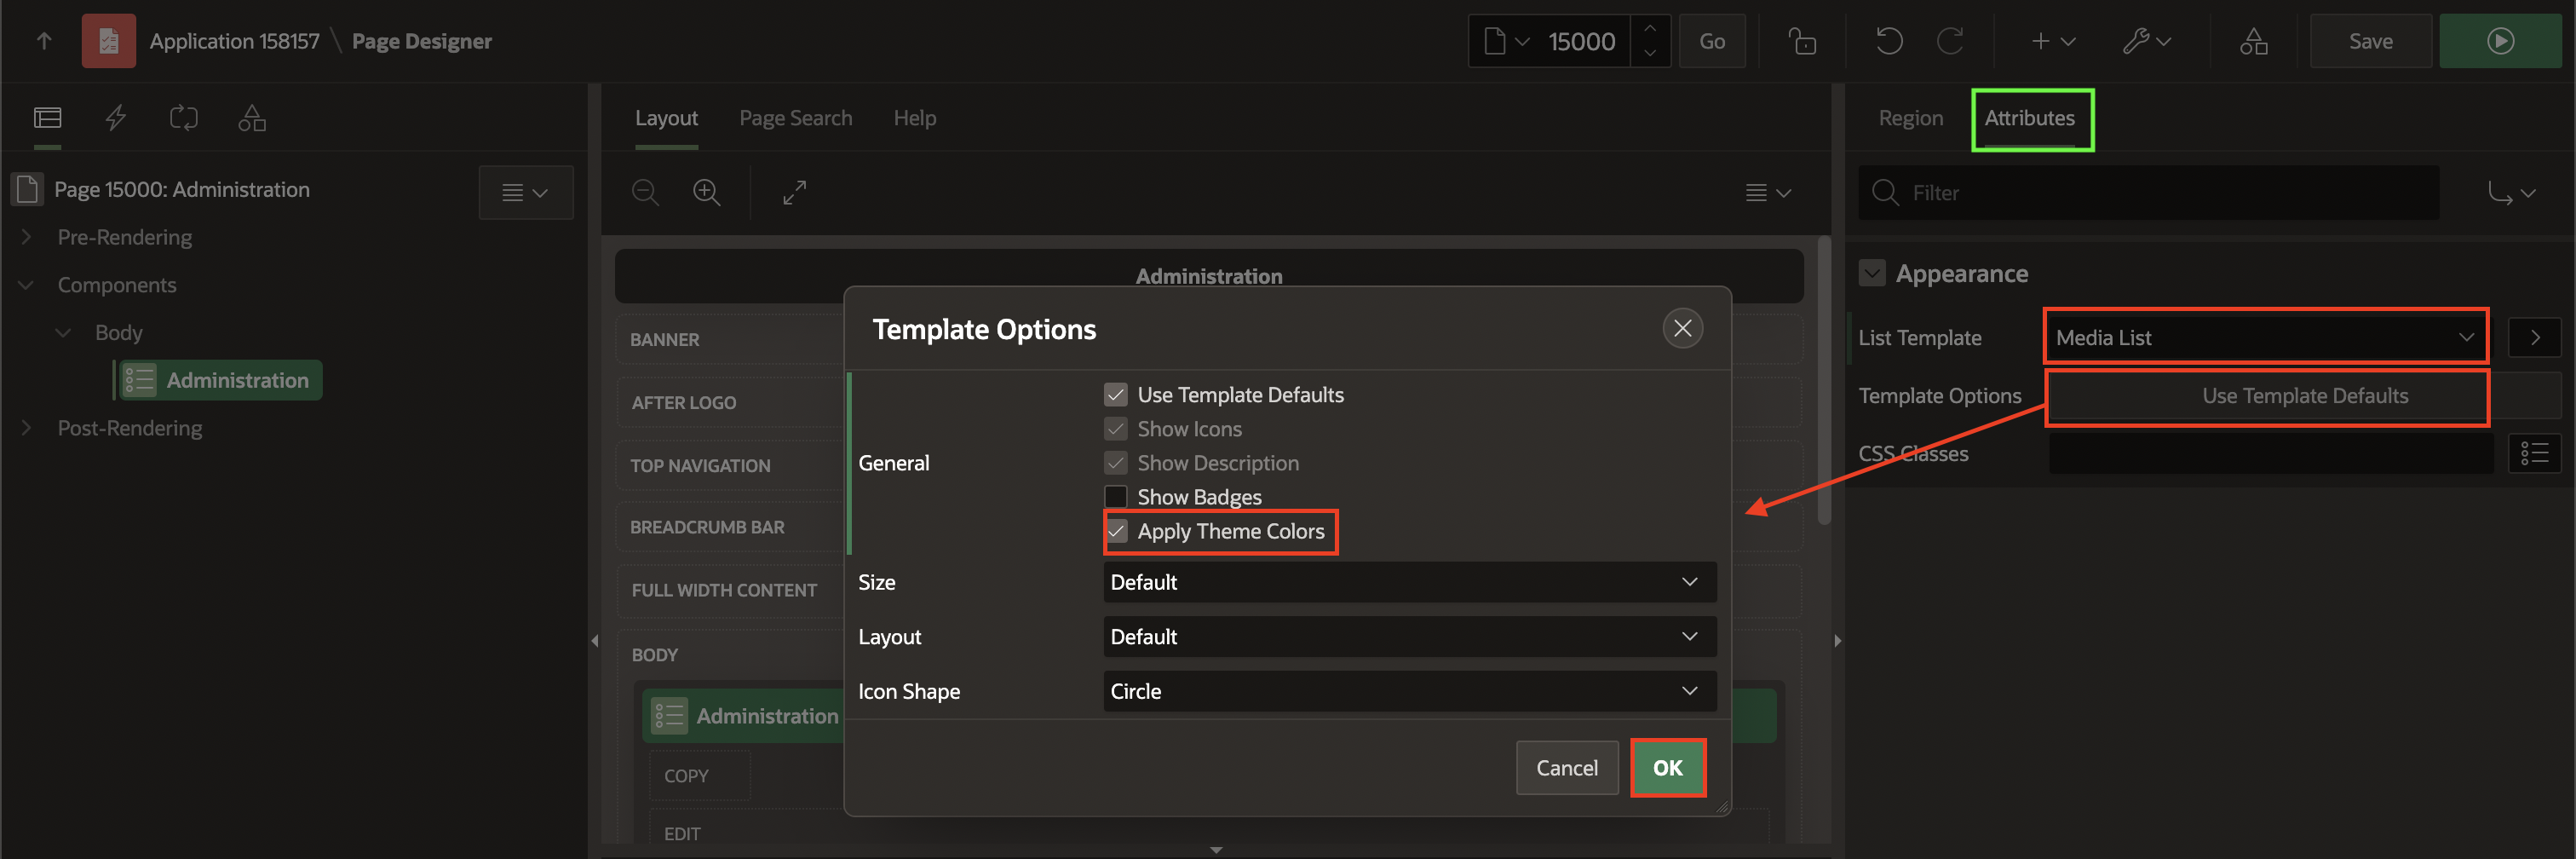 Application 158157 \ Page Designer
15000
Go
Save
Layout
Page Search
Help
Region
Attributes
Page 15000: Administration
Filter
Pre-Rendering
Components
Body
Administration
Post-Rendering
Administration
BANNER
AFTER LOGO
TOP NAVIGATION
BREADCRUMB BAR
FULL WIDTH CONTENT
BODY
Administration
COPY
EDIT
Template Options
General
Use Template Defaults
Show Icons
Show Description
Show Badges
Apply Theme Colors
Size
Default
Layout
Default
Icon Shape
Circle
Cancel
OK
Appearance
List Template
Media List
Template Options
Use Template Defaults
CSS Classes